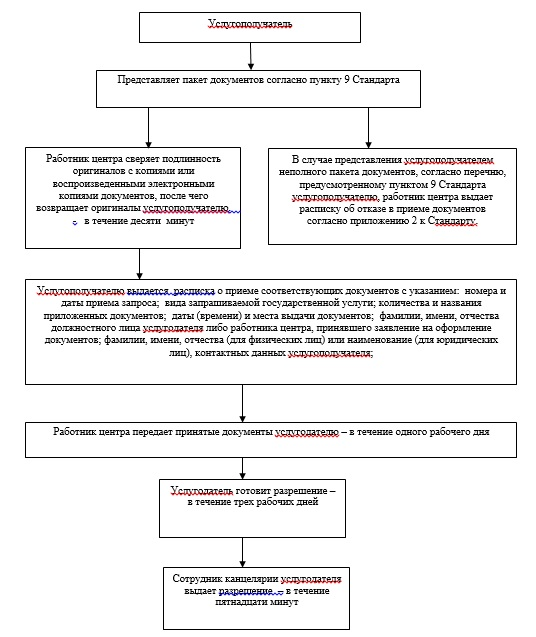 Услугополучатель
Представляет пакет документов согласно пункту 9 Стандарта
Работник центра сверяет подлинность
оригиналов с копиями или
воспроизведенными электронными
копиями документов, после чего
возвращает оригиналы услугополучателю,
- в течение десяти минут
В случае представления услугополучателем
неполного пакета документов, согласно перечню,
предусмотренному пунктом 9 Стандарта
услугополучателю, работник центра выдает
расписку об отказе в приеме документов
согласно приложению 2 к Стандарту.
Услугополучателю выдается расписка о приеме соответствующих документов с указанием: номера и
даты приема запроса; вида запрашиваемой государственной услуги; количества и названия
приложенных документов; даты (времени) и места выдачи документов; фамилии, имени, отчества
должностного лица услугодателя либо работника центра, принявшего заявление на оформление
документов; фамилии, имени, отчества (для физических лиц) или наименование (для юридических
лиц), контактных данных услугополучателя;
Работник центра передает принятые документы услугодателю – в течение одного рабочего дня
Услугодатель готовит разрешение –
в течение трех рабочих дней
Сотрудник канцелярии услугодателя
выдает разрешение – в течение
пятнадцати минут